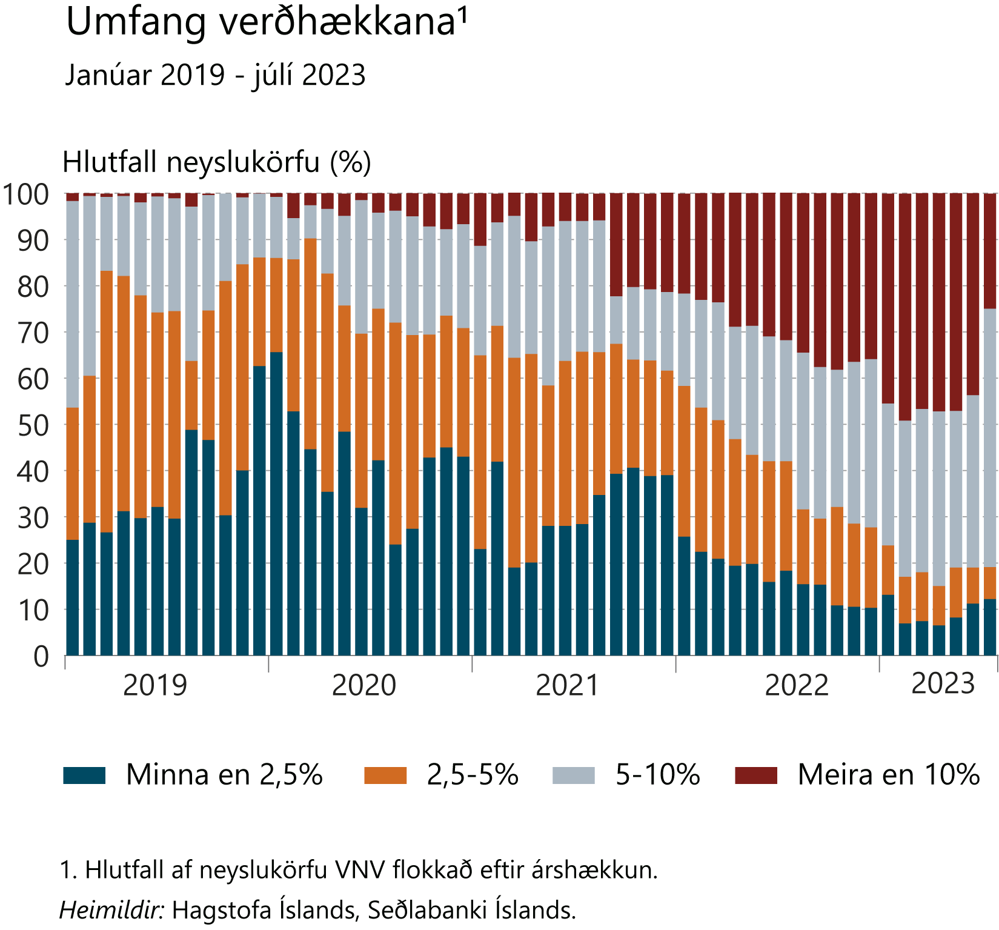 Umfang verðhækkana¹
Janúar 2019 - júlí 2023
Hlutfall neyslukörfu (%)
100
90
80
70
60
50
40
30
20
10
0
2019 2020 2021 2022 2023
Minna en 2,5% 2,5-5% 5-10% Meira en 10%
1. Hlutfall af neyslukörfu VNV flokkað eftir árshækkun.
Heimildir: Hagstofa Íslands, Seðlabanki Íslands.